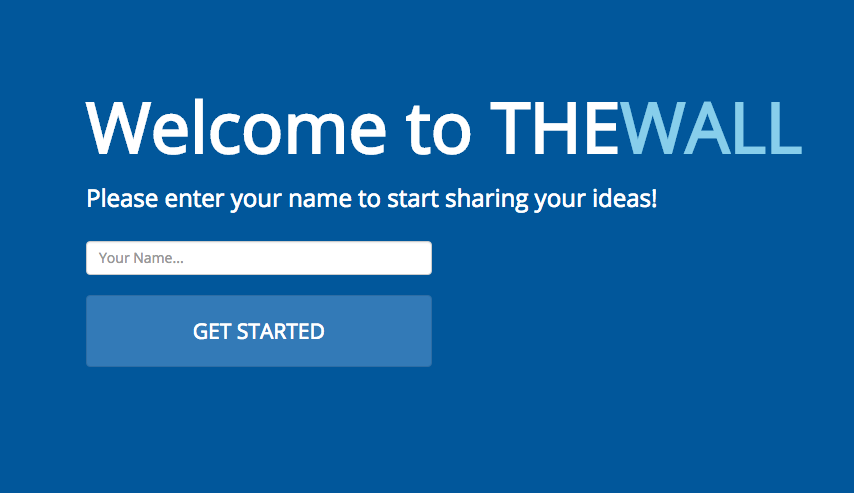 Welcome to THEWALL
Please enter your name to start sharing your ideas!
Your Name...
GET STARTED